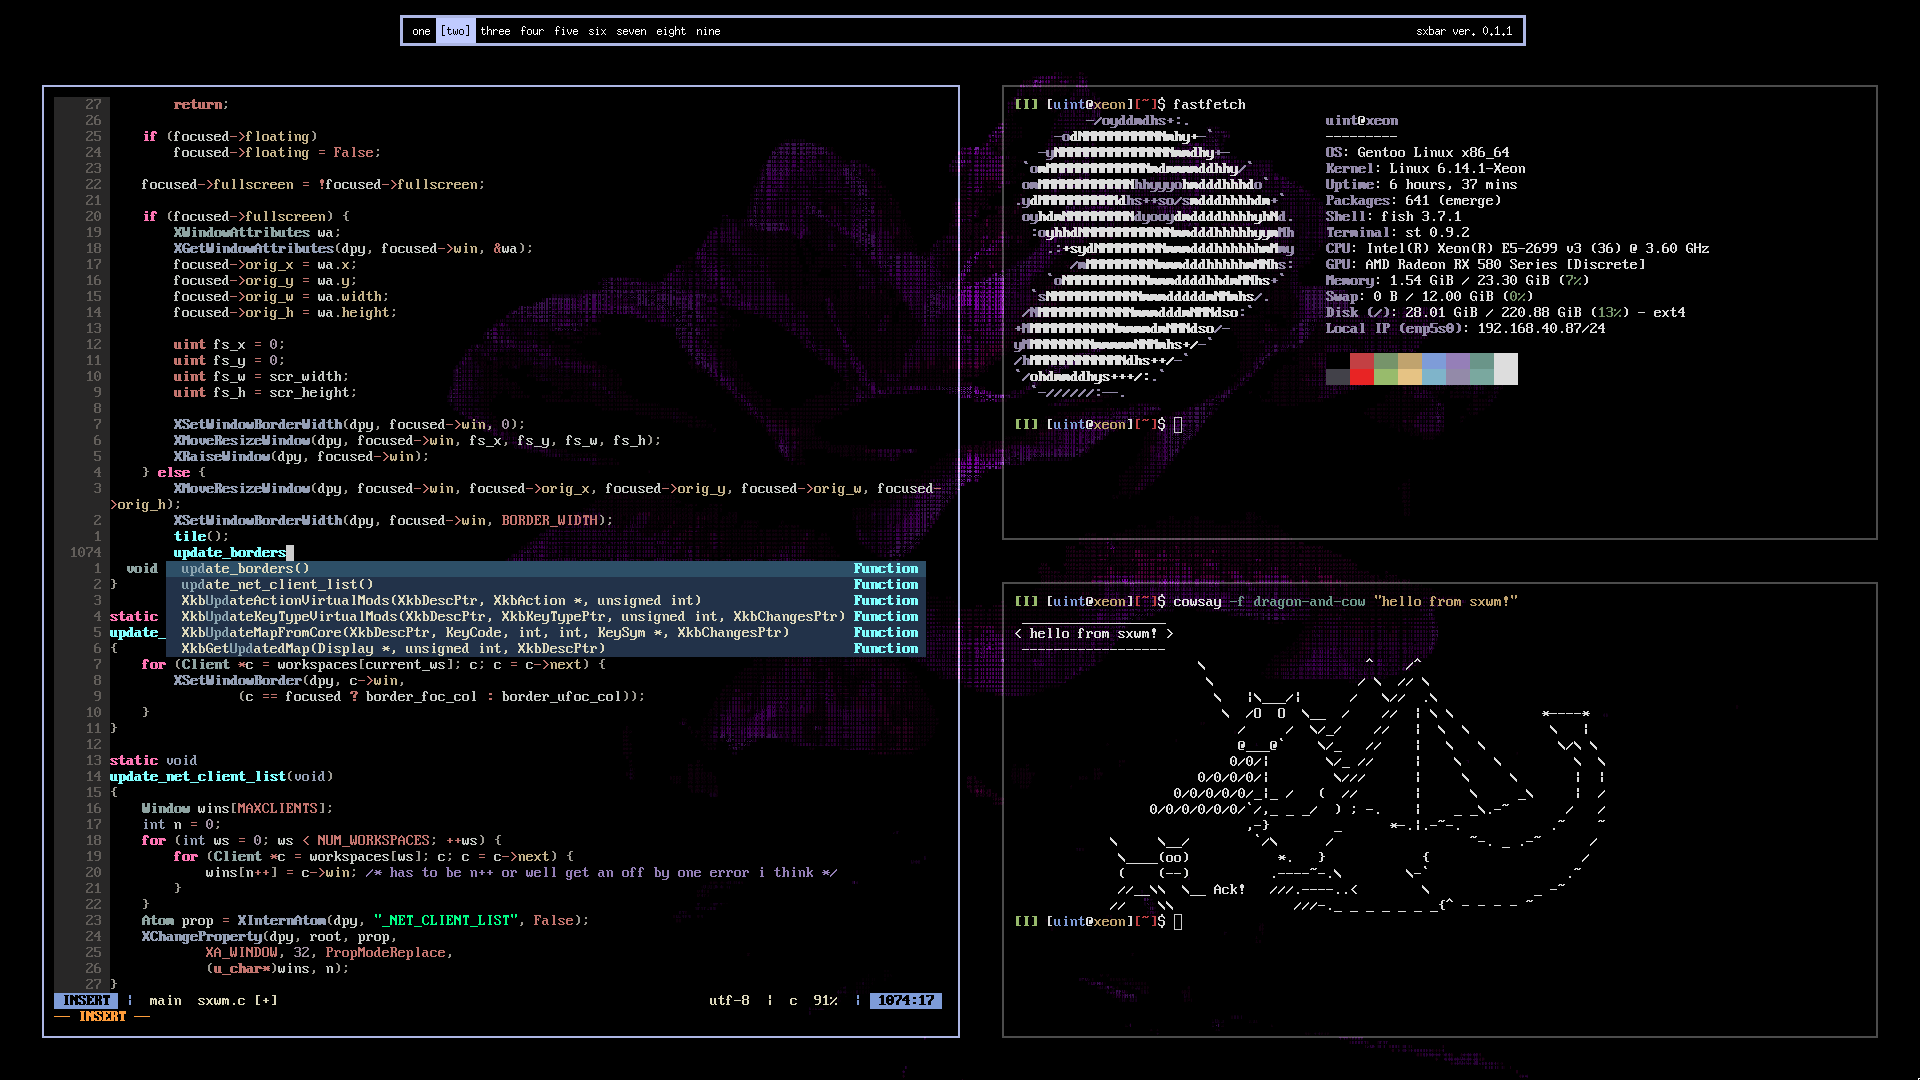 one [two] three four five six seven eight nine
sxbar ver. 0.1.1
27 return;
26
25 if (focused->floating)
24 focused->floating = False;
23
22 focused->fullscreen = !focused->fullscreen;
21
20 if (focused->fullscreen) {
19 XWindowAttributes wa;
18 XGetWindowAttributes(dpy, focused->win, &wa);
17 focused->orig_x = wa.x;
16 focused->orig_y = wa.y;
15 focused->orig_w = wa.width;
14 focused->orig_h = wa.height;
13
12 uint fs_x = 0;
11 uint fs_y = 0;
10 uint fs_w = scr_width;
9 uint fs_h = scr_height;
8
7 XSetWindowBorderWidth(dpy, focused->win, 0);
6 XMoveResizeWindow(dpy, focused->win, fs_x, fs_y, fs_w, fs_h);
5 XRaiseWindow(dpy, focused->win);
4 } else {
3 XMoveResizeWindow(dpy, focused->win, focused->orig_x, focused->orig_y, focused->orig_w, focused-
>orig_h);
2 XSetWindowBorderWidth(dpy, focused->win, BORDER_WIDTH);
1 tile();
1074 update_borders
1 void update_borders() Function
2 } update_net_client_list() Function
3 XkbUpdateActionVirtualMods(XkbDescPtr, XkbAction *, unsigned int) Function
4 static XkbUpdateKeyTypeVirtualMods(XkbDescPtr, XkbKeyTypePtr, unsigned int, XkbChangesPtr) Function
5 update_ XkbUpdateMapFromCore(XkbDescPtr, KeyCode, int, int, KeySym *, XkbChangesPtr) Function
6 { XkbGetUpdatedMap(Display *, unsigned int, XkbDescPtr) Function
7 for (Client *c = workspaces[current_ws]; c; c = c->next) {
8 XSetWindowBorder(dpy, c->win,
9 (c == focused ? border_foc_col : border_ufoc_col));
10 }
11 }
12
13 static void
14 update_net_client_list(void)
15 {
16 Window wins[MAXCLIENTS];
17 int n = 0;
18 for (int ws = 0; ws < NUM_WORKSPACES; ++ws) {
19 for (Client *c = workspaces[ws]; c; c = c->next) {
20 wins[n++] = c->win; /* has to be n++ or well get an off by one error i think */
21 }
22 }
23 Atom prop = XInternAtom(dpy, "_NET_CLIENT_LIST", False);
24 XChangeProperty(dpy, root, prop,
25 XA_WINDOW, 32, PropModeReplace,
26 (u_char*)wins, n);
27 }
INSERT | main sxwm.c [+] utf-8 | c 91% | 1074:17
-- INSERT --
[I] [uint@xeon][~]$ fastfetch
uint@xeon
---------
OS: Gentoo Linux x86_64
Kernel: Linux 6.14.1-Xeon
Uptime: 6 hours, 37 mins
Packages: 641 (emerge)
Shell: fish 3.7.1
Terminal: st 0.9.2
CPU: Intel(R) Xeon(R) E5-2699 v3 (36) @ 3.60 GHz
GPU: AMD Radeon RX 580 Series [Discrete]
Memory: 1.54 GiB / 23.30 GiB (7%)
Swap: 0 B / 12.00 GiB (0%)
Disk (/): 28.01 GiB / 220.88 GiB (13%) - ext4
Local IP (enp5s0): 192.168.40.87/24
[I] [uint@xeon][~]$
[I] [uint@xeon][~]$ cowsay -f dragon-and-cow "hello from sxwm!"
< hello from sxwm! >
Ack!
[I] [uint@xeon][~]$